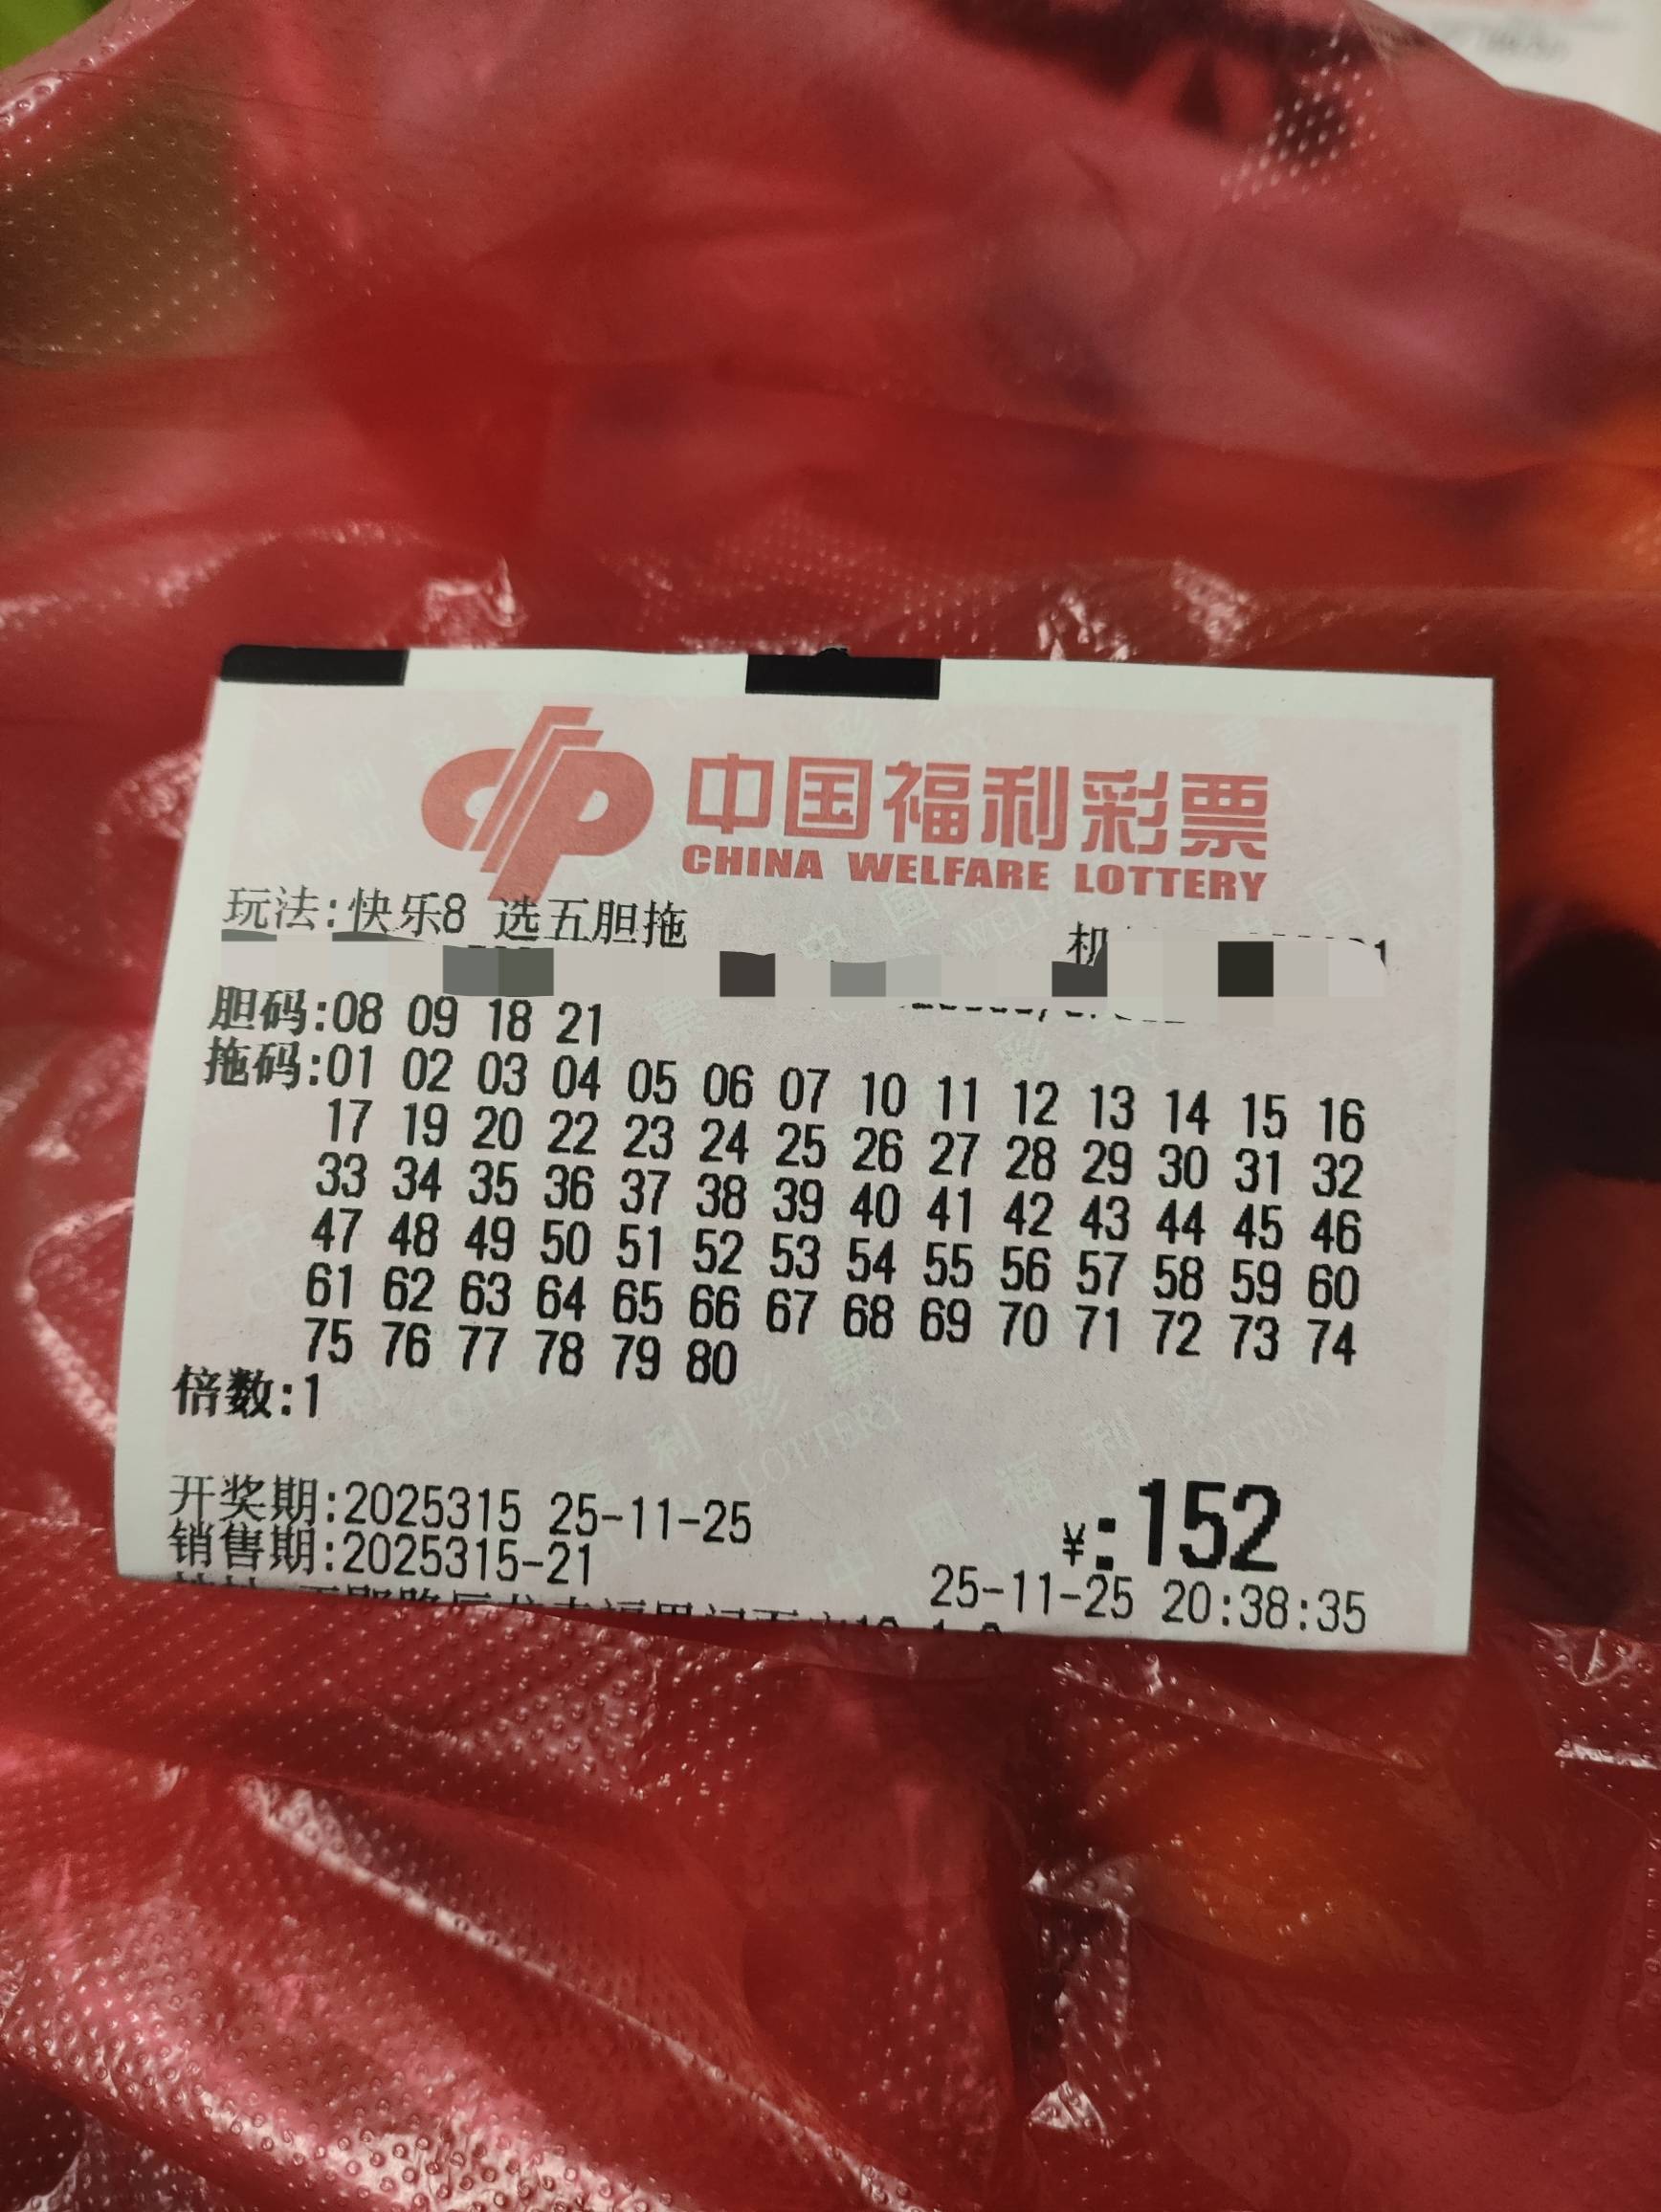 中国福利彩票
CHINA WELFARE LOTTERY
玩法:快乐8 选五胆拖 机
胆码:08 09 18 21
拖码:01 02 03 04 05 06 07 10 11 12 13 14 15 16
17 19 20 22 23 24 25 26 27 28 29 30 31 32
33 34 35 36 37 38 39 40 41 42 43 44 45 46
47 48 49 50 51 52 53 54 55 56 57 58 59 60
61 62 63 64 65 66 67 68 69 70 71 72 73 74
75 76 77 78 79 80
倍数:1
开奖期:2025315 25-11-25 ¥:152
销售期:2025315-21 25-11-25 20:38:35